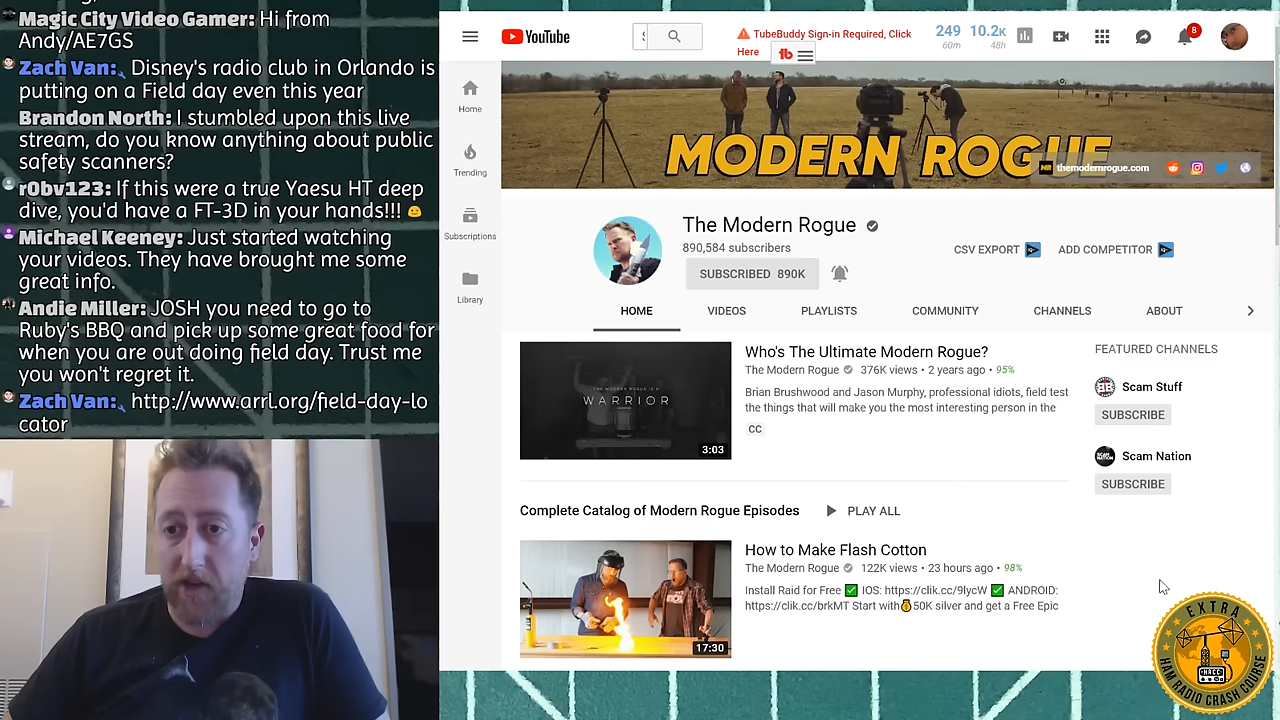 Magic City Video Gamer: Hi from
Andy/AE7GS
Zach Van: Disney's radio club in Orlando is
putting on a Field day even this year
Brandon North: I stumbled upon this live
stream, do you know anything about public
safety scanners?
r0bv123: If this were a true Yaesu HT deep
dive, you'd have a FT-3D in your hands!!!
Michael Downey: Just started watching
your videos. They have brought me some
great info.
Andie Miller: JOSH you need to go to
Ruby's BBQ and pick up some great food for
when you are out doing field day. Trust me
you won't regret it.
Zach Van: http://www.arrl.org/field-day-lo
cator
YouTube
TubeBuddy Sign-in Required, Click
Here
tb
249
60m
10.2K
48h
8
Home
Trending
Subscriptions
Library
MODERN ROGUE
MR
themodernrogue.com
The Modern Rogue
890,584 subscribers
SUBSCRIBED 890K
CSV EXPORT
ADD COMPETITOR
HOME
VIDEOS
PLAYLISTS
COMMUNITY
CHANNELS
ABOUT
THE MODERN ROGUE IS A
WARRIOR
3:03
Who's The Ultimate Modern Rogue?
The Modern Rogue 376K views • 2 years ago • 95%
Brian Brushwood and Jason Murphy, professional idiots, field test
the things that will make you the most interesting person in the
CC
FEATURED CHANNELS
Scam Stuff
SUBSCRIBE
SCAM NATION
Scam Nation
SUBSCRIBE
Complete Catalog of Modern Rogue Episodes
PLAY ALL
17:30
How to Make Flash Cotton
The Modern Rogue 122K views • 23 hours ago • 98%
Install Raid for Free ✅ IOS: https://clik.cc/9lycW ✅ ANDROID:
https://clik.cc/brkMT Start with💰50K silver and get a Free Epic
EXTRA
HRCC
HAM RADIO CRASH COURSE